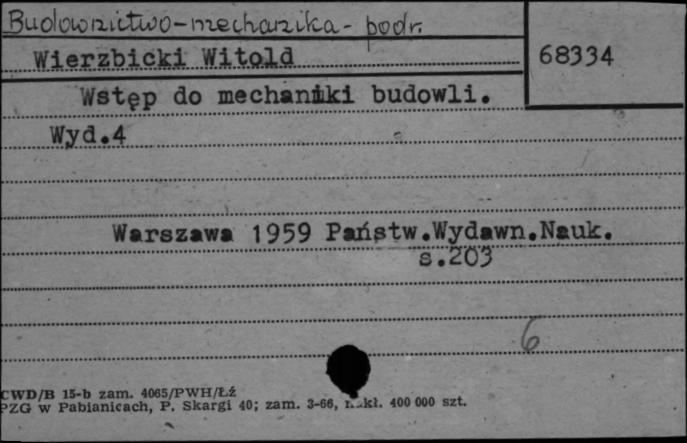 Budownictwo-mechanika- podr.
Wierzbicki Witold
68334
Wstęp do mechaniki budowli.
Wyd.4
Warszawa 1959 Państw.Wydawn.Nauk.
s.203
6
CWD/B 15-b zam. 4065/PWH/Łź
PZG w Pabianicach, P. Skargi 40; zam. 3-66, nakł. 400 000 szt.